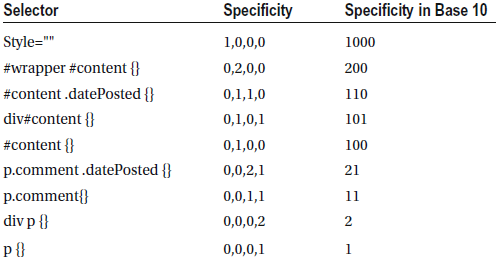 Selector Specificity Specificity in Base 10
Style="" 1,0,0,0 1000
#wrapper #content {} 0,2,0,0 200
#content .datePosted {} 0,1,1,0 110
div#content {} 0,1,0,1 101
#content {} 0,1,0,0 100
p.comment .datePosted {} 0,0,2,1 21
p.comment{} 0,0,1,1 11
div p {} 0,0,0,2 2
p {} 0,0,0,1 1